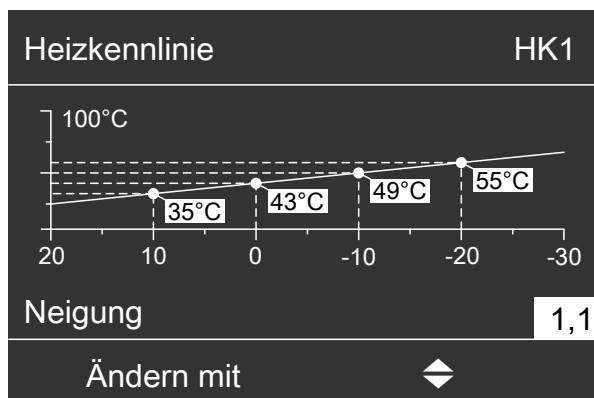 Heizkennlinie HK1
100°C
35°C 43°C 49°C 55°C
20 10 0 -10 -20 -30
Neigung 1,1
Ändern mit